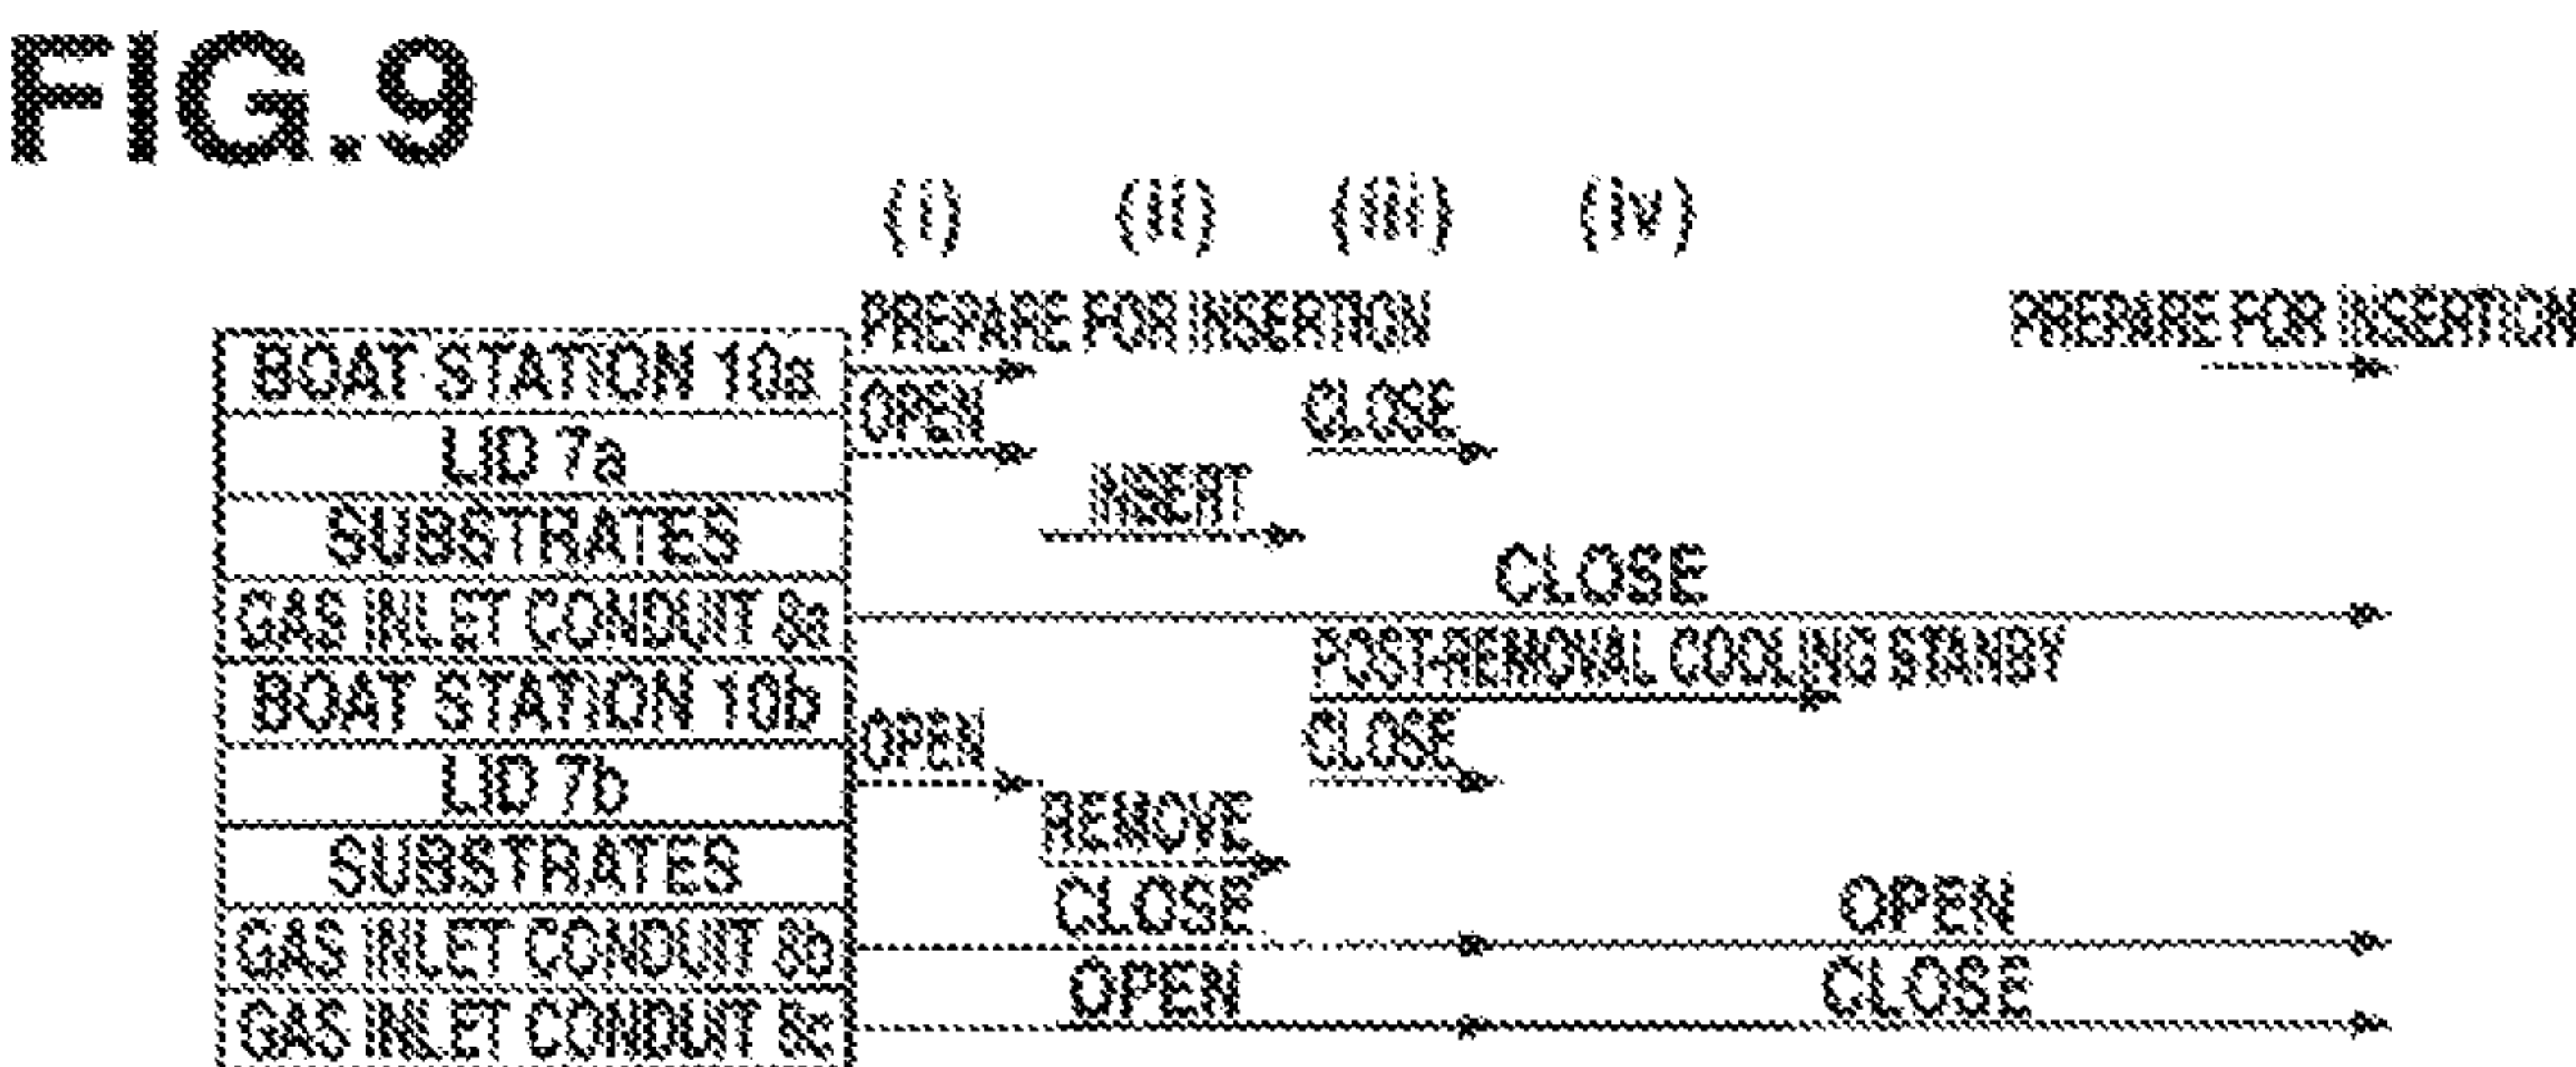 FIG.9
(i) (ii) (iii) (iv)
PREPARE FOR INSERTION PREPARE FOR INSERTION
BOAT STATION 10a
OPEN CLOSE
LID 7a
INSERT
SUBSTRATES
CLOSE
GAS INLET CONDUIT 8a
POST-REMOVAL COOLING STANBY
BOAT STATION 10b
OPEN CLOSE
LID 7b
REMOVE
SUBSTRATES
CLOSE OPEN
GAS INLET CONDUIT 8b
OPEN CLOSE
GAS INLET CONDUIT 8c